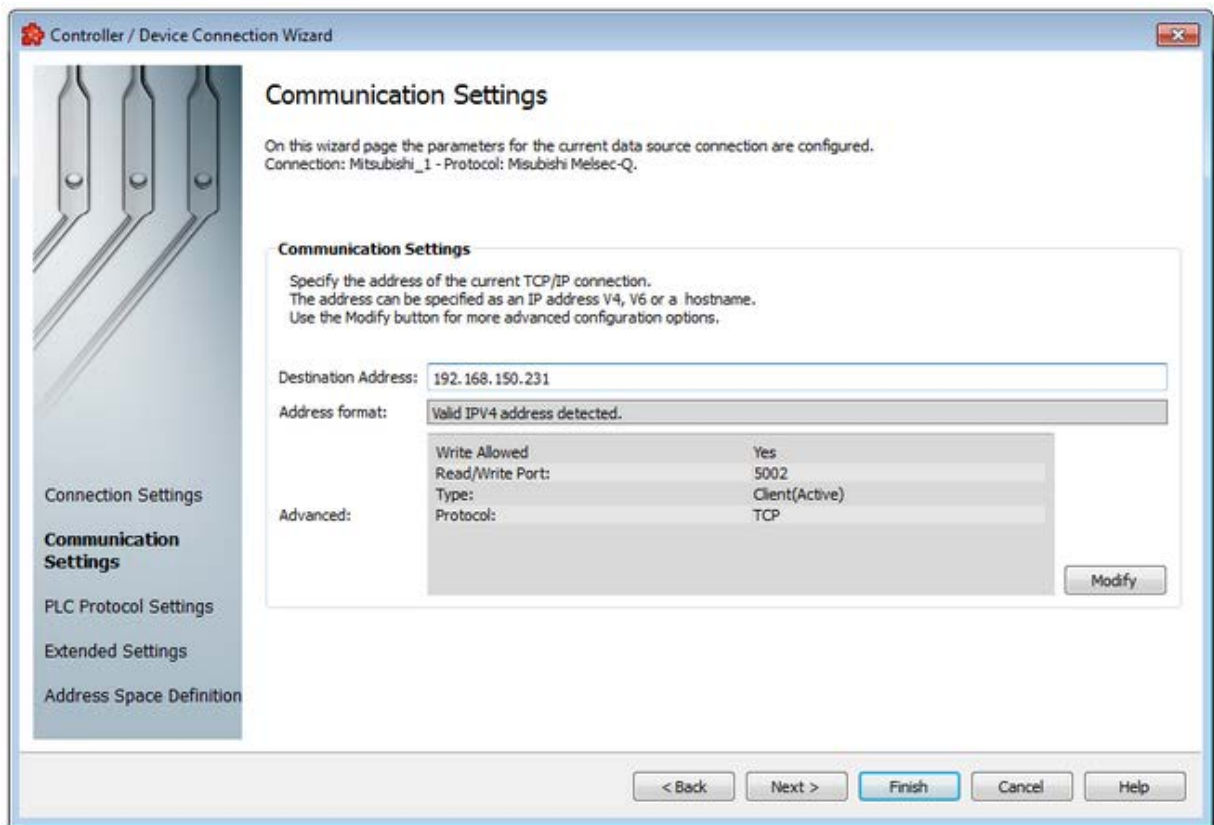 Controller / Device Connection Wizard
Communication Settings
On this wizard page the parameters for the current data source connection are configured.
Connection: Mitsubishi_1 - Protocol: Misubishi Melsec-Q.
Communication Settings
Specify the address of the current TCP/IP connection.
The address can be specified as an IP address V4, V6 or a hostname.
Use the Modify button for more advanced configuration options.
Destination Address: 192.168.150.231
Address format: Valid IPV4 address detected.
Write Allowed Yes
Read/Write Port: 5002
Type: Client(Active)
Advanced: Protocol: TCP
Modify
Connection Settings
Communication
Settings
PLC Protocol Settings
Extended Settings
Address Space Definition
< Back Next > Finish Cancel Help